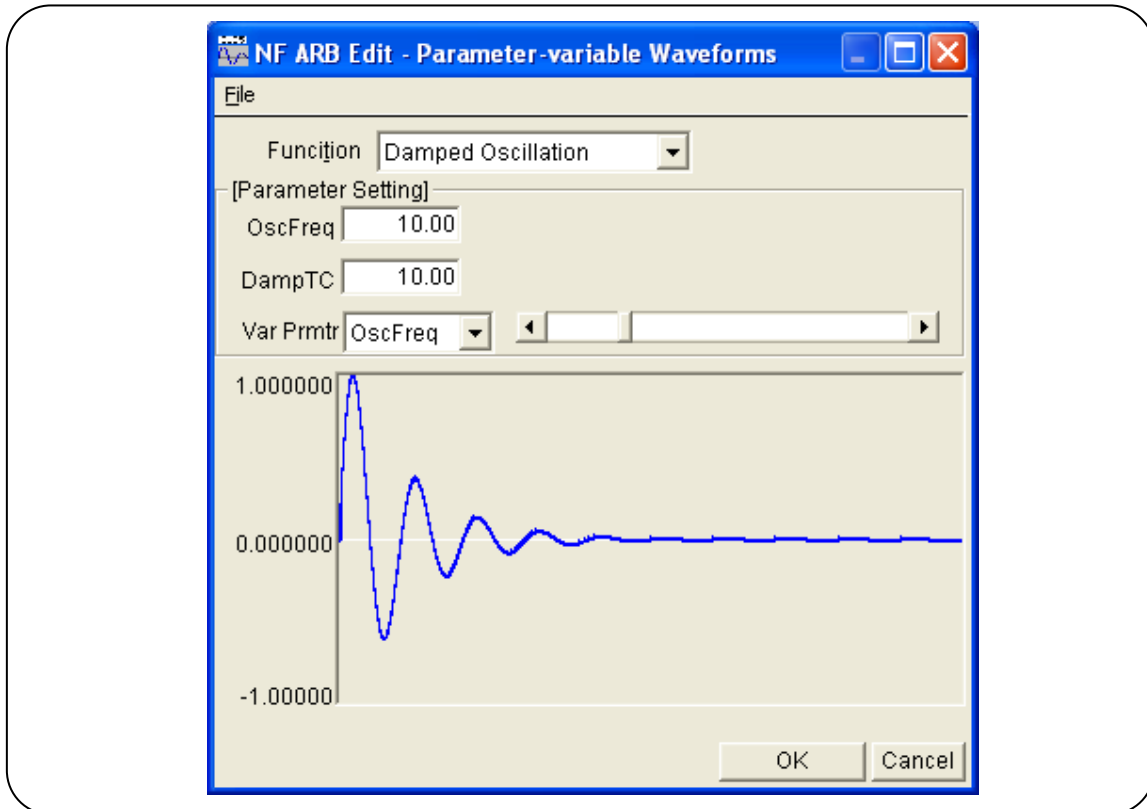 NF ARB Edit - Parameter-variable Waveforms
File
Funcition Damped Oscillation
[Parameter Setting]
OscFreq 10.00
DampTC 10.00
Var Prmtr OscFreq
1.000000
0.000000
-1.00000
OK Cancel